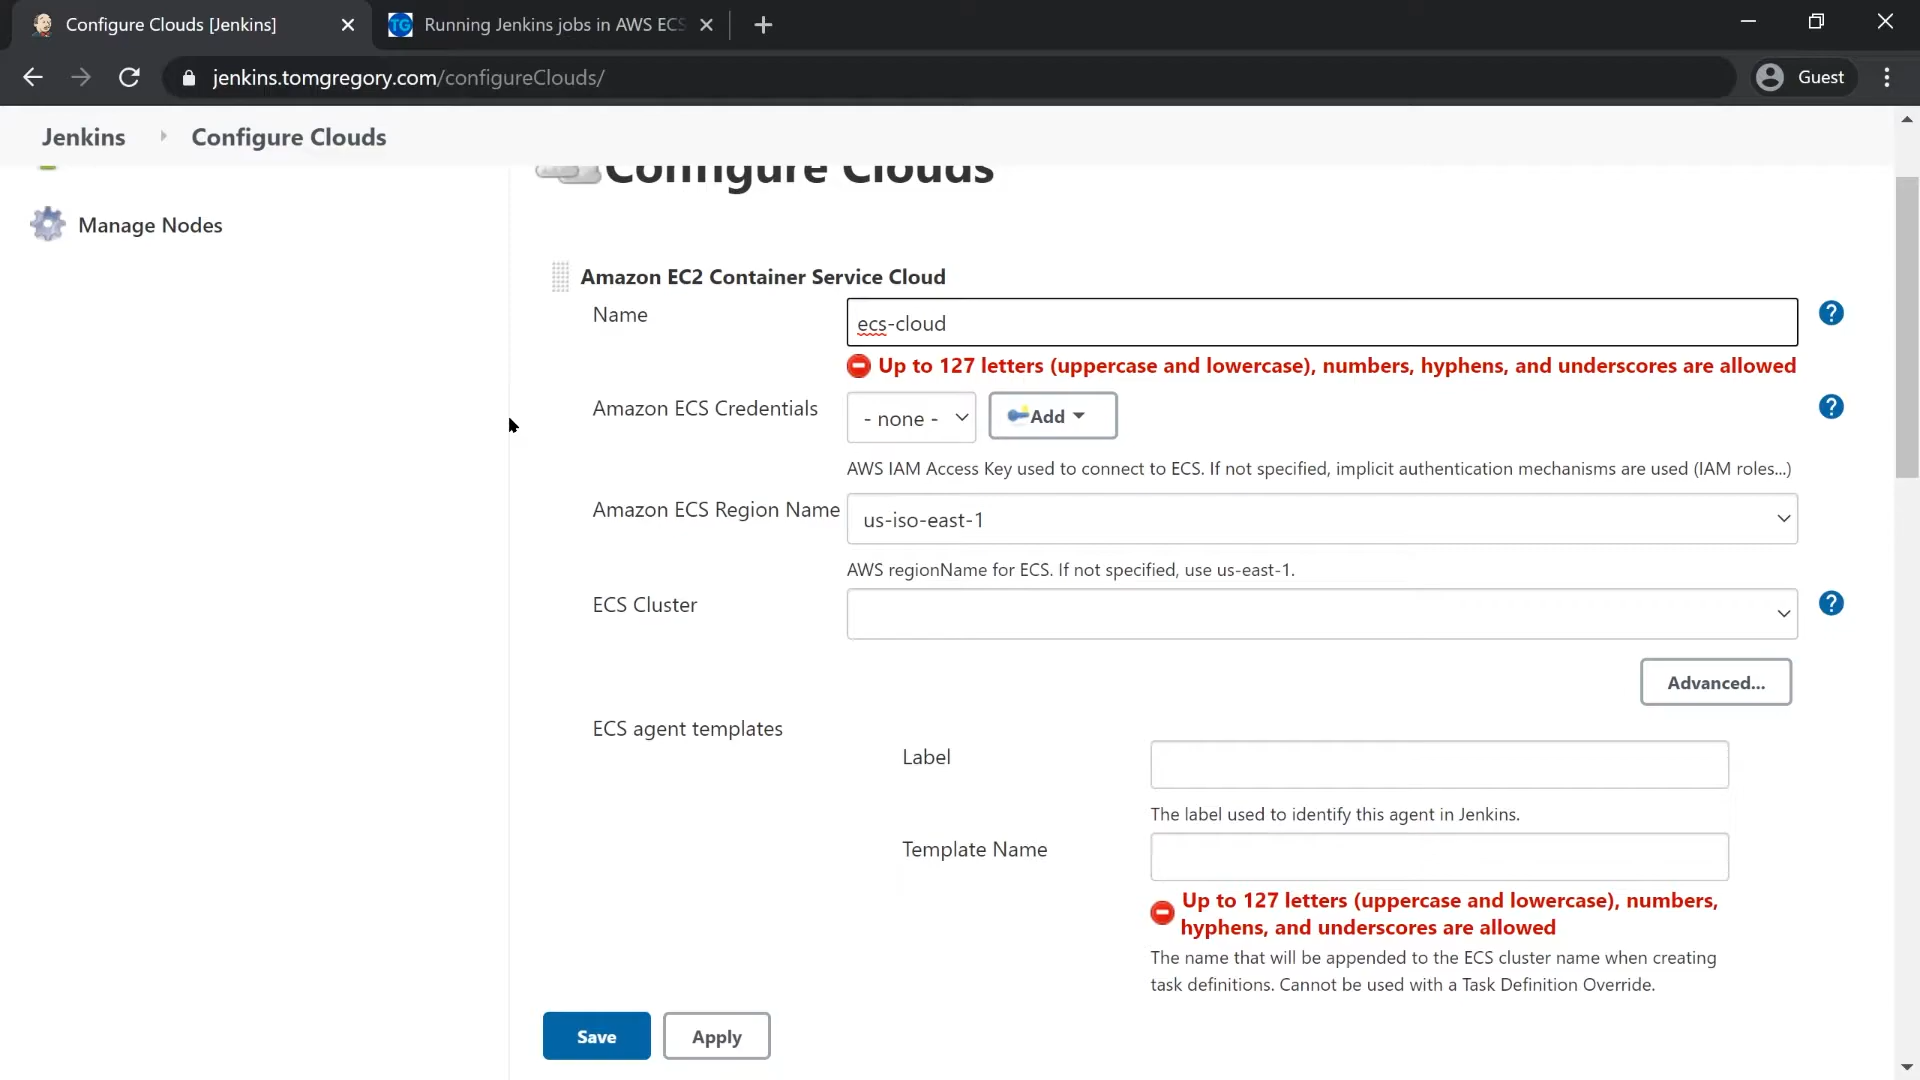 Configure Clouds [Jenkins]
TG
Running Jenkins jobs in AWS ECS
jenkins.tomgregory.com/configureClouds/
Guest
Jenkins
Configure Clouds
Configure Clouds
Manage Nodes
Amazon EC2 Container Service Cloud
Name
ecs-cloud
Up to 127 letters (uppercase and lowercase), numbers, hyphens, and underscores are allowed
Amazon ECS Credentials
- none -
Add
AWS IAM Access Key used to connect to ECS. If not specified, implicit authentication mechanisms are used (IAM roles...)
Amazon ECS Region Name
us-iso-east-1
AWS regionName for ECS. If not specified, use us-east-1.
ECS Cluster
Advanced...
ECS agent templates
Label
The label used to identify this agent in Jenkins.
Template Name
Up to 127 letters (uppercase and lowercase), numbers,
hyphens, and underscores are allowed
The name that will be appended to the ECS cluster name when creating
task definitions. Cannot be used with a Task Definition Override.
Save
Apply